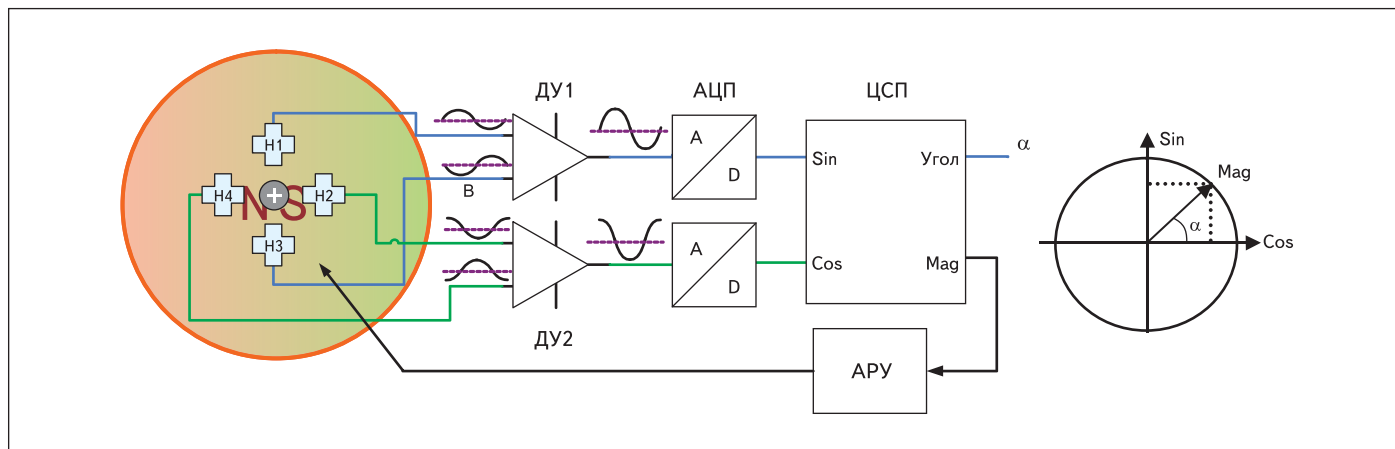 ДУ1
АЦП
ЦСП
H1
H4
N
S
H2
H3
B
A
D
Sin
Угол
α
Cos
Mag
A
D
ДУ2
АРУ
Sin
Mag
α
Cos